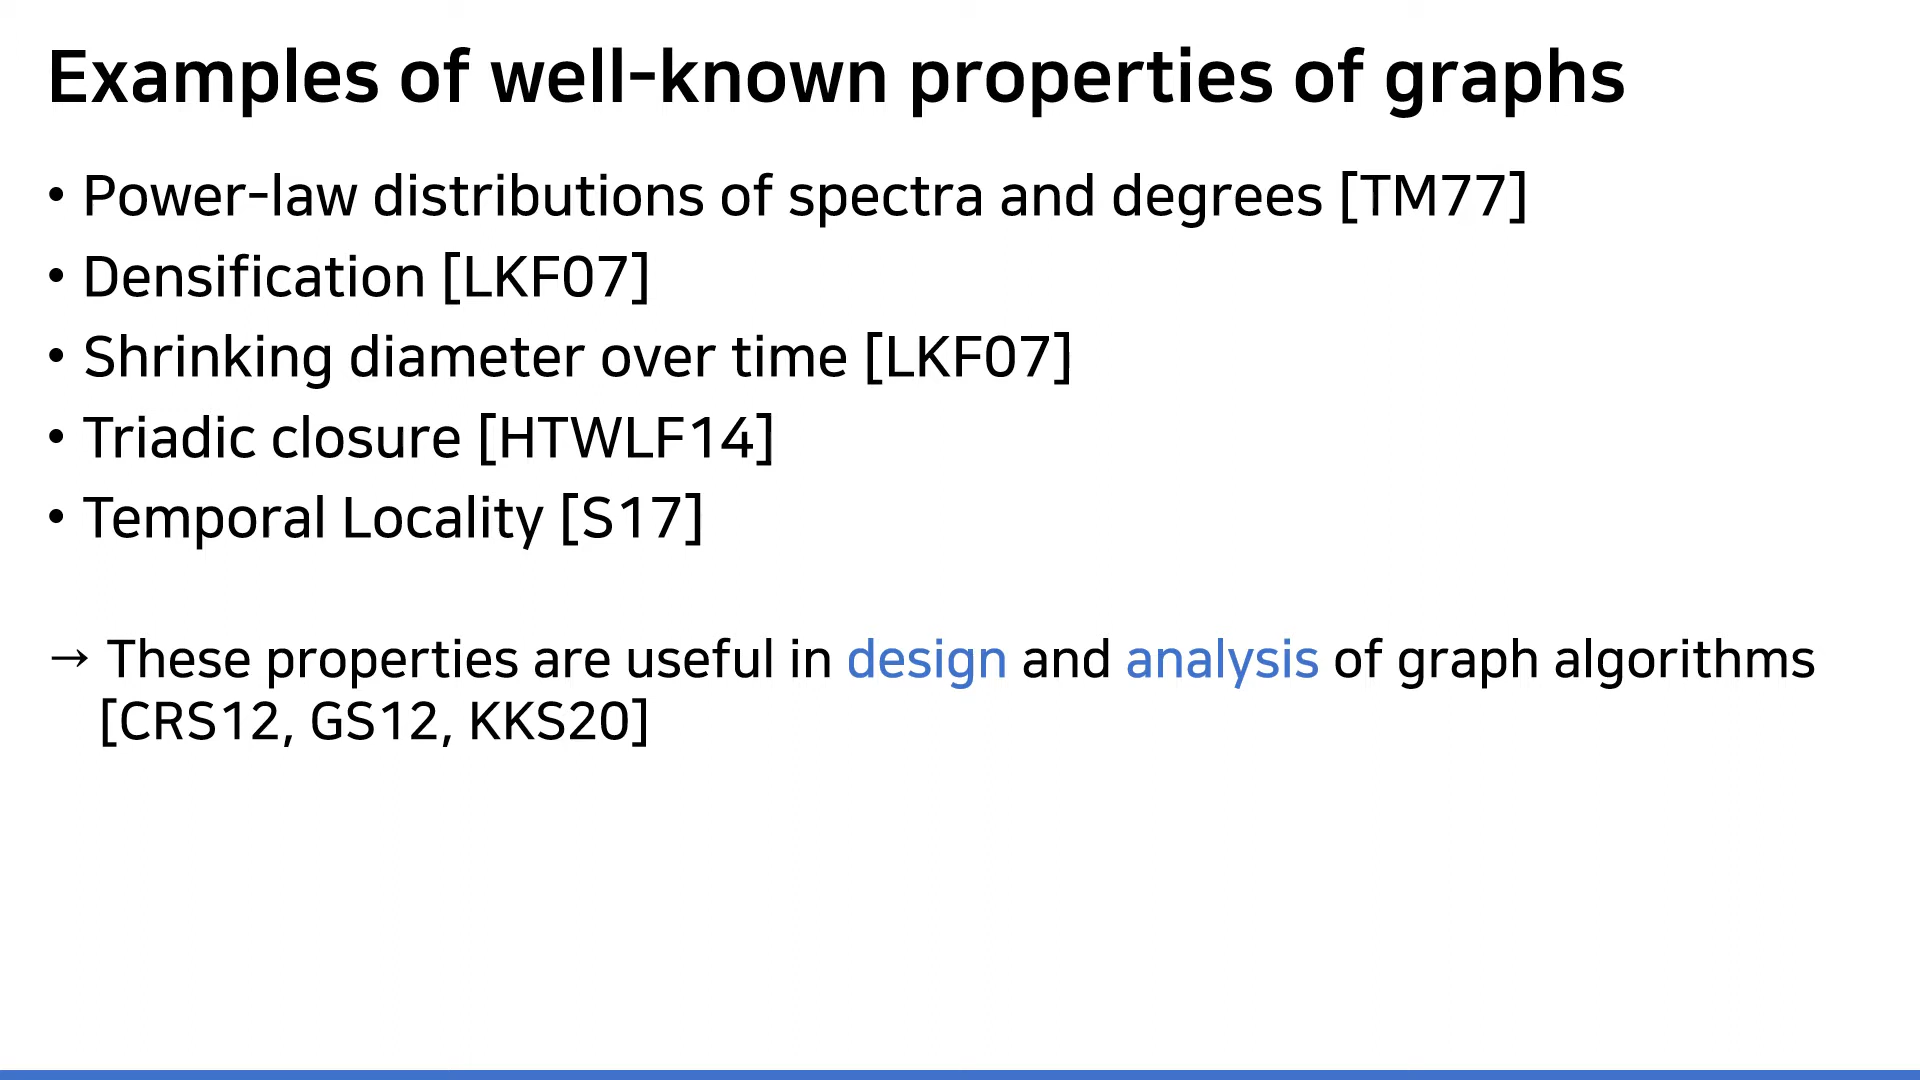 Examples of well-known properties of graphs
• Power-law distributions of spectra and degrees [TM77]
• Densification [LKF07]
• Shrinking diameter over time [LKF07]
• Triadic closure [HTWLF14]
• Temporal Locality [S17]
→ These properties are useful in design and analysis of graph algorithms
[CRS12, GS12, KKS20]